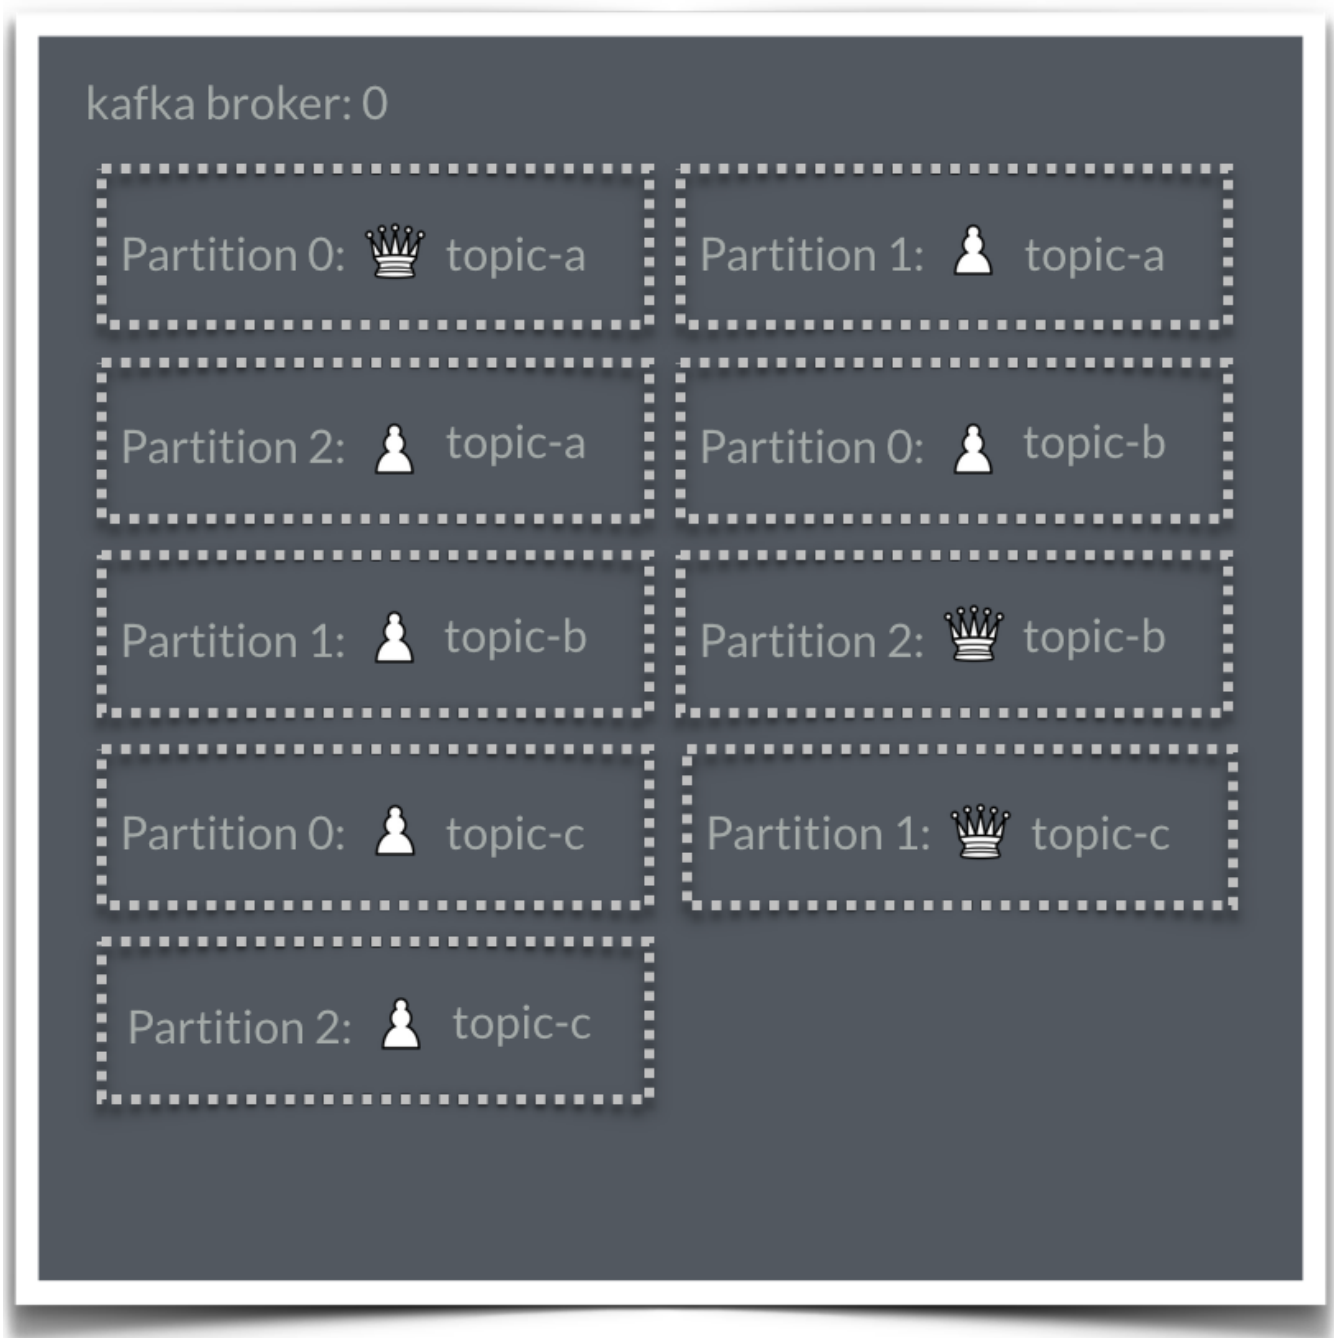 kafka broker: 0
Partition 0: ♛ topic-a
Partition 1: ♟ topic-a
Partition 2: ♟ topic-a
Partition 0: ♟ topic-b
Partition 1: ♟ topic-b
Partition 2: ♛ topic-b
Partition 0: ♟ topic-c
Partition 1: ♛ topic-c
Partition 2: ♟ topic-c